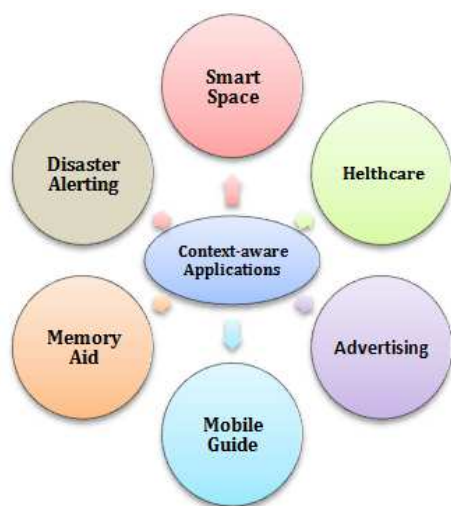 Smart
Space
Disaster
Alerting
Helthcare
Context-aware
Applications
Memory
Aid
Advertising
Mobile
Guide